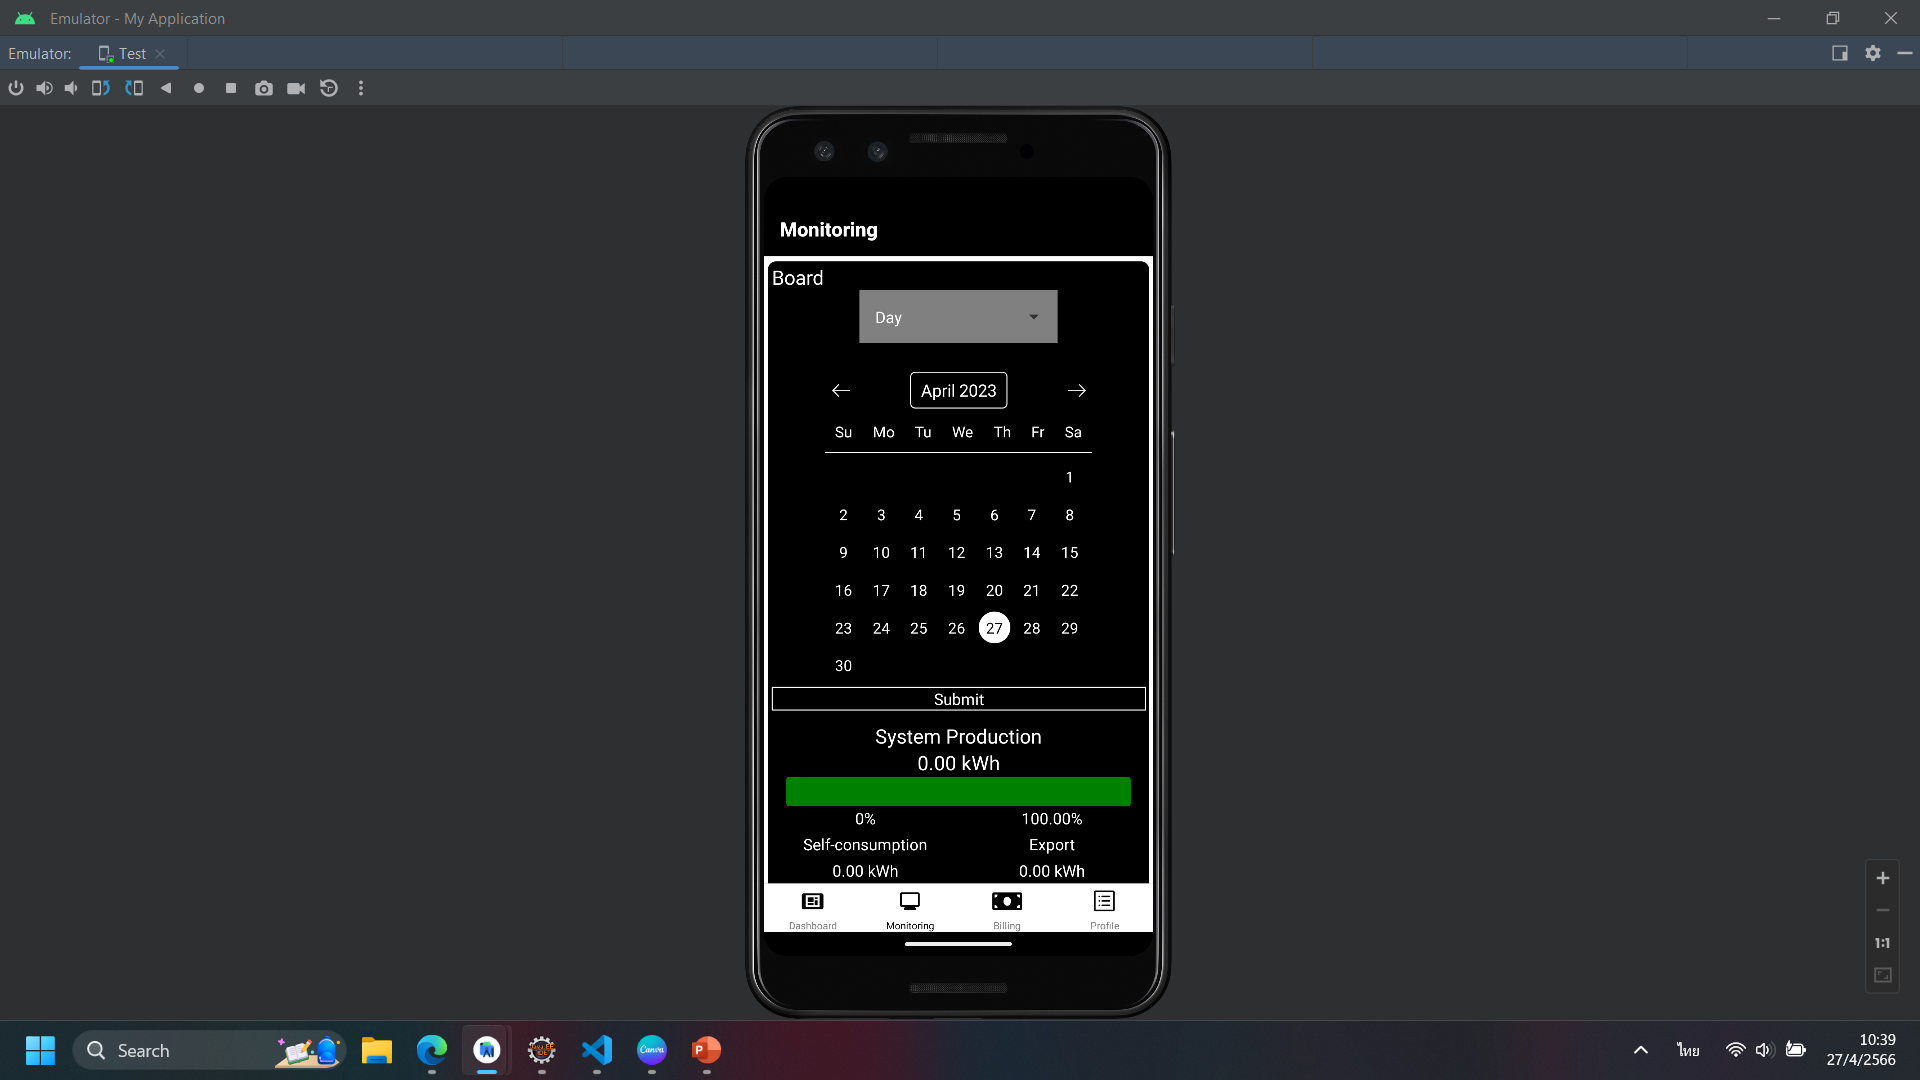 Emulator - My Application
Emulator: Test
Monitoring
Board
Day
April 2023
Su Mo Tu We Th Fr Sa
1
2 3 4 5 6 7 8
9 10 11 12 13 14 15
16 17 18 19 20 21 22
23 24 25 26 27 28 29
30
Submit
System Production
0.00 kWh
0% 100.00%
Self-consumption Export
0.00 kWh 0.00 kWh
Dashboard Monitoring Billing Profile
1:1
Search
Canva
P
ไทย
10:39
27/4/2566